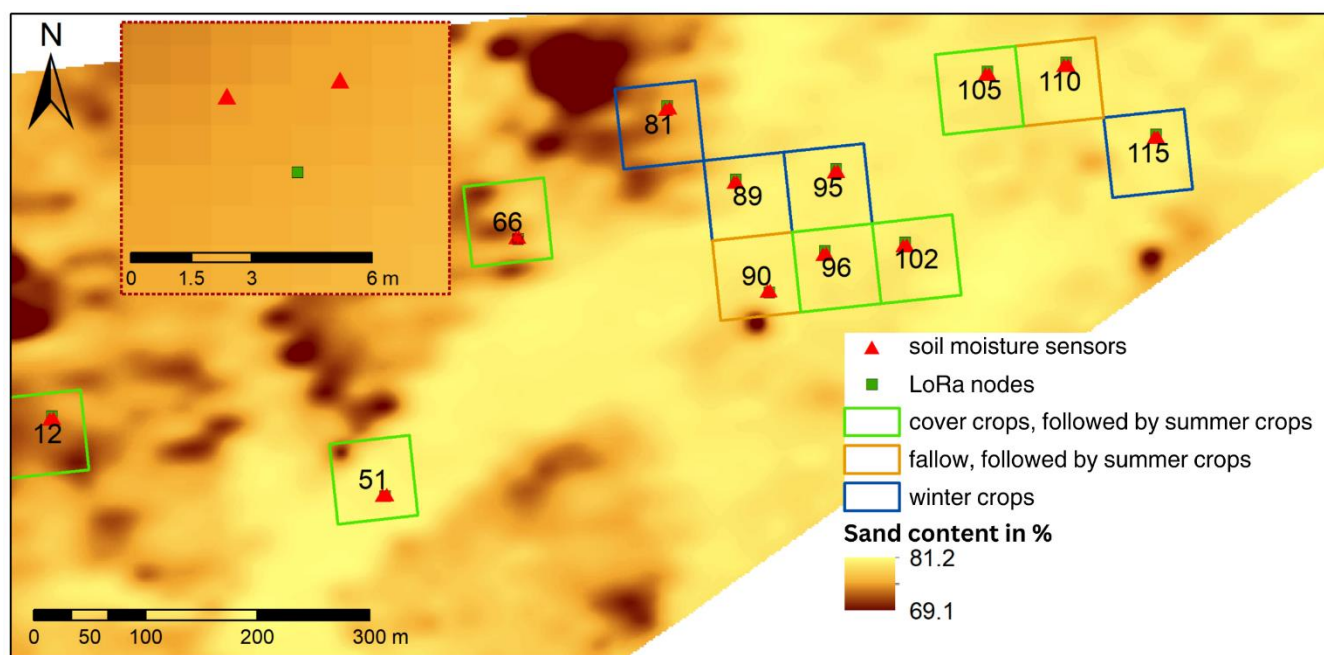 N
0 1.5 3 6 m
81
105
110
115
89
95
66
90
96
102
12
51
soil moisture sensors
LoRa nodes
cover crops, followed by summer crops
fallow, followed by summer crops
winter crops
Sand content in %
81.2
69.1
0 50 100 200 300 m